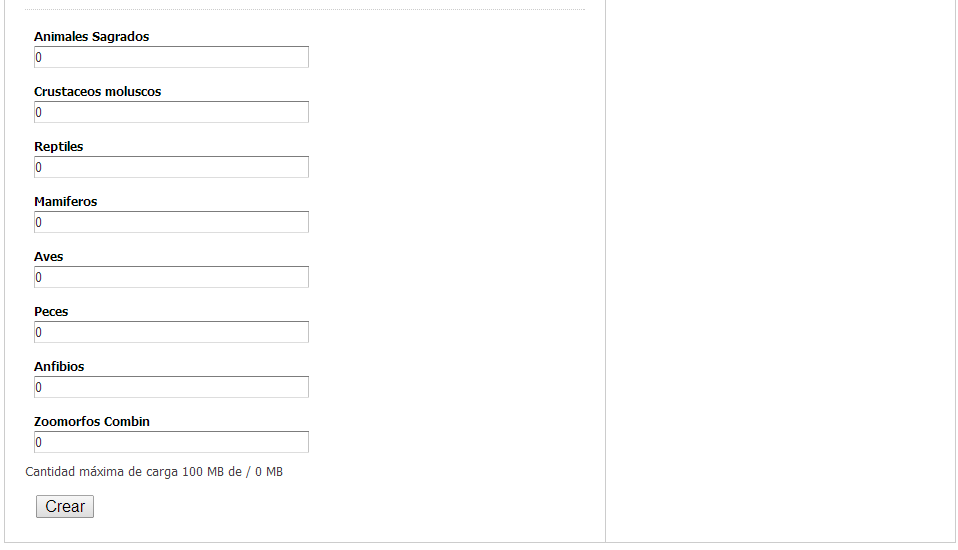 Animales Sagrados
0
Crustaceos moluscos
0
Reptiles
0
Mamiferos
0
Aves
0
Peces
0
Anfibios
0
Zoomorfos Combin
0
Cantidad máxima de carga 100 MB de / 0 MB
Crear